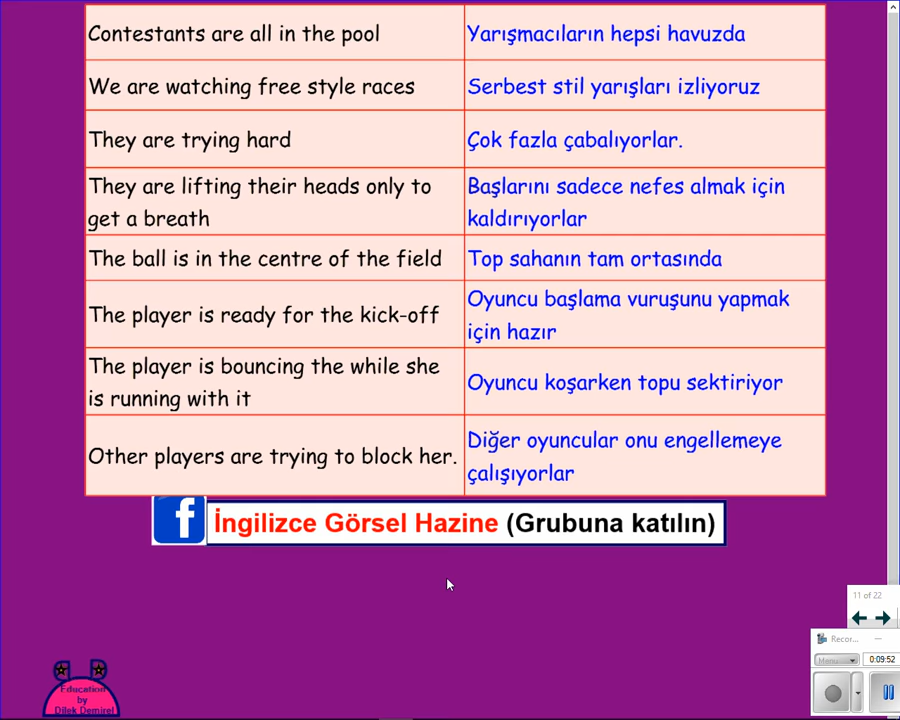 Contestants are all in the pool
Yarışmacıların hepsi havuzda
We are watching free style races
Serbest stil yarışları izliyoruz
They are trying hard
Çok fazla çabalıyorlar.
They are lifting their heads only to
get a breath
Başlarını sadece nefes almak için
kaldırıyorlar
The ball is in the centre of the field
Top sahanın tam ortasında
The player is ready for the kick-off
Oyuncu başlama vuruşunu yapmak
için hazır
The player is bouncing the while she
is running with it
Oyuncu koşarken topu sektiriyor
Other players are trying to block her.
Diğer oyuncular onu engellemeye
çalışıyorlar
f İngilizce Görsel Hazine (Grubuna katılın)
11 of 22
Recor...
Menu
0:09:52
Education
by
Dilek Demirel